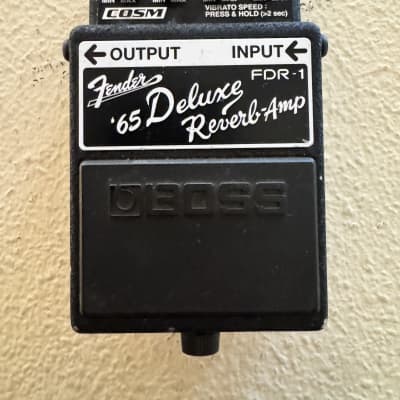 COSM
VIBRATO SPEED :
PRESS & HOLD (>2 sec)
OUTPUT INPUT
Fender FDR-1
'65 Deluxe
Reverb-Amp
BOSS